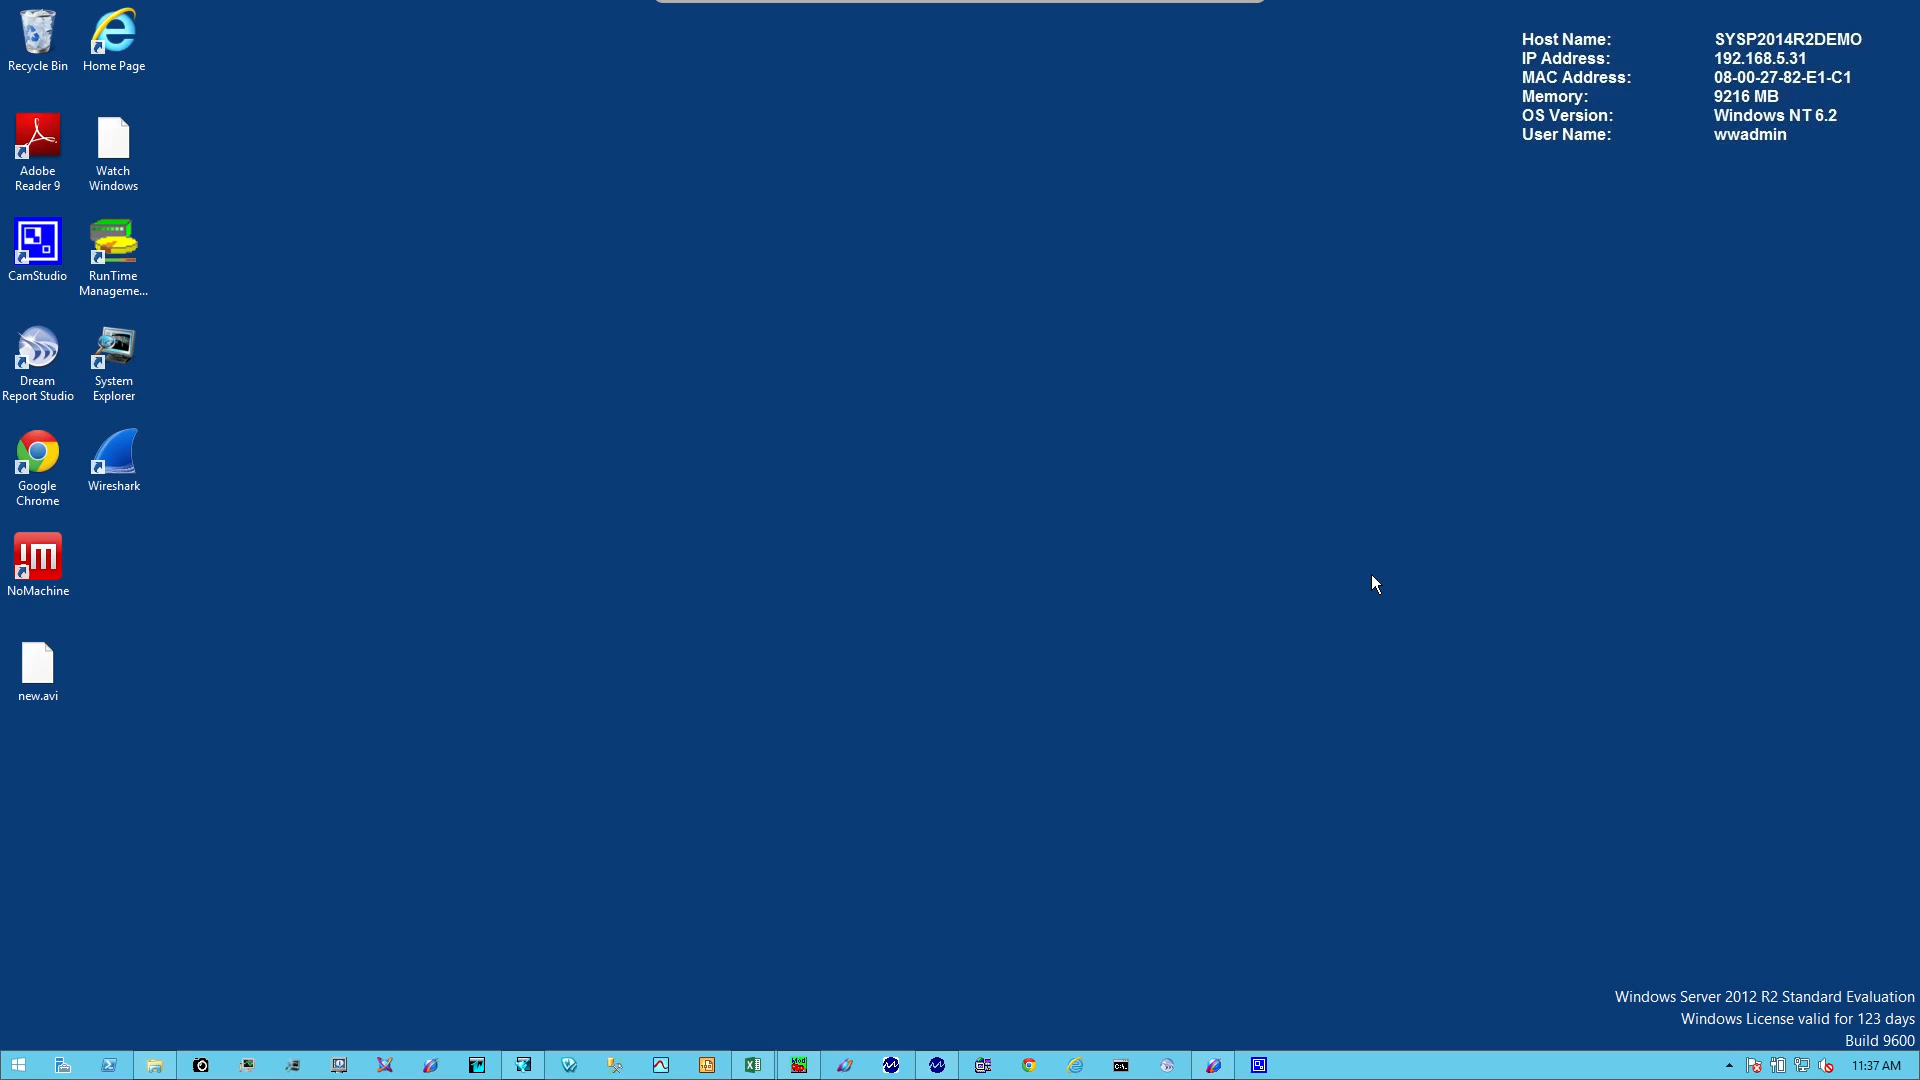 Recycle Bin
Home Page
Adobe
Reader 9
Watch
Windows
CamStudio
RunTime
Manageme...
Dream
Report Studio
System
Explorer
Google
Chrome
Wireshark
NoMachine
new.avi
Host Name: SYSP2014R2DEMO
IP Address: 192.168.5.31
MAC Address: 08-00-27-82-E1-C1
Memory: 9216 MB
OS Version: Windows NT 6.2
User Name: wwadmin
Windows Server 2012 R2 Standard Evaluation
Windows License valid for 123 days
Build 9600
11:37 AM